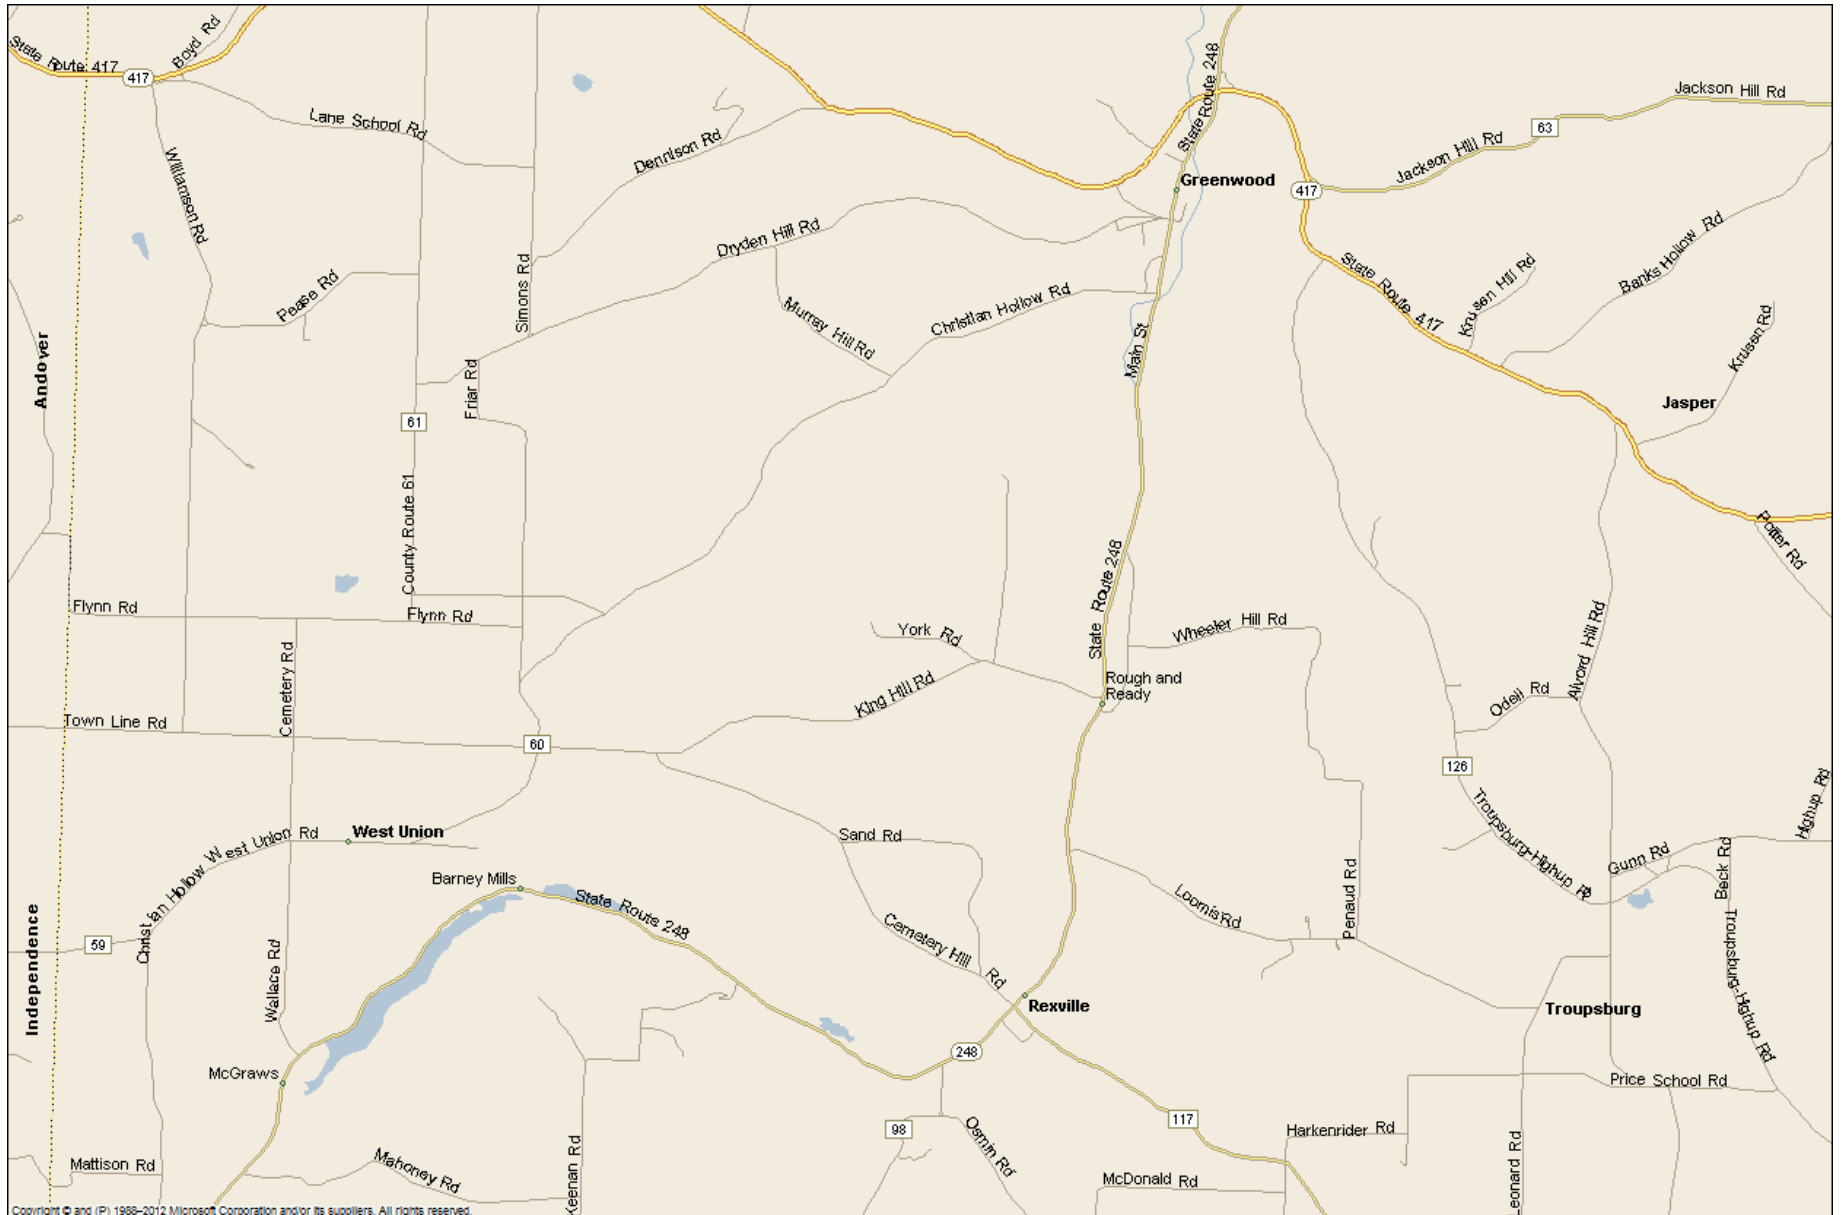 Boyd Rd
State Route 417
417
State Route 248
Jackson Hill Rd
63
Lane School Rd
Dennison Rd
Jackson Hill Rd
Williamson Rd
Greenwood
417
Dryden Hill Rd
Banks Hollow Rd
Simons Rd
Pease Rd
State Route 417
Krusen Hill Rd
Christian Hollow Rd
Murray Hill Rd
Main St
Krusen Rd
Andover
Friar Rd
Jasper
61
County Route 61
Potter Rd
State Route 248
Flynn Rd
Flynn Rd
York Rd
Wheeler Hill Rd
Alvord Hill Rd
Cemetery Rd
King Hill Rd
Rough and
Ready
Odell Rd
Town Line Rd
60
126
Highup Rd
Troupsburg-Highup R
West Union
Sand Rd
Christian Hollow West Union Rd
Gunn Rd
Beck Rd
Barney Mills
State Route 248
Loomis Rd
Penaud Rd
Independence
59
Cemetery Hill Rd
Wallace Rd
Troupsburg-Highup Rd
Rexville
Troupsburg
248
McGraws
Price School Rd
117
98
Osmin Rd
Harkenrider Rd
Mattison Rd
Mahoney Rd
Keenan Rd
McDonald Rd
Leonard Rd
Copyright © and (P) 1988–2012 Microsoft Corporation and/or its suppliers. All rights reserved.